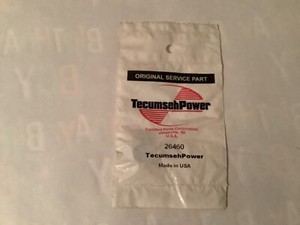 ORIGINAL SERVICE PART
TecumsehPower
U.S.A.
26460
TecumsehPower
Made in USA